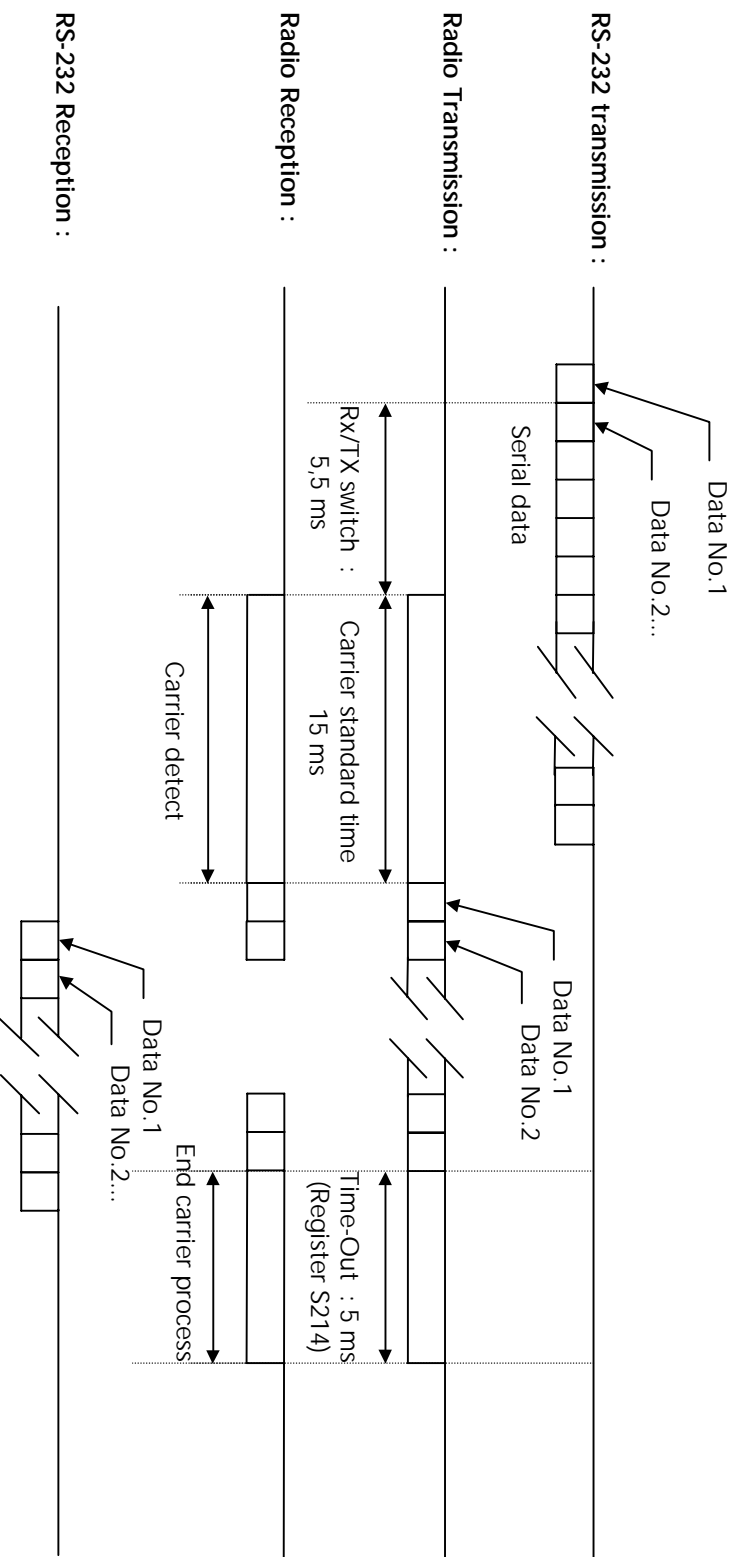 Data No.1
Data No.2...
RS-232 transmission :
Serial data
Data No.1
Data No.2
Radio Transmission :
Rx/TX switch :
5,5 ms
Carrier standard time
15 ms
Time-Out : 5 ms
(Register S214)
Radio Reception :
Carrier detect
End carrier process
Data No.1
Data No.2...
RS-232 Reception :